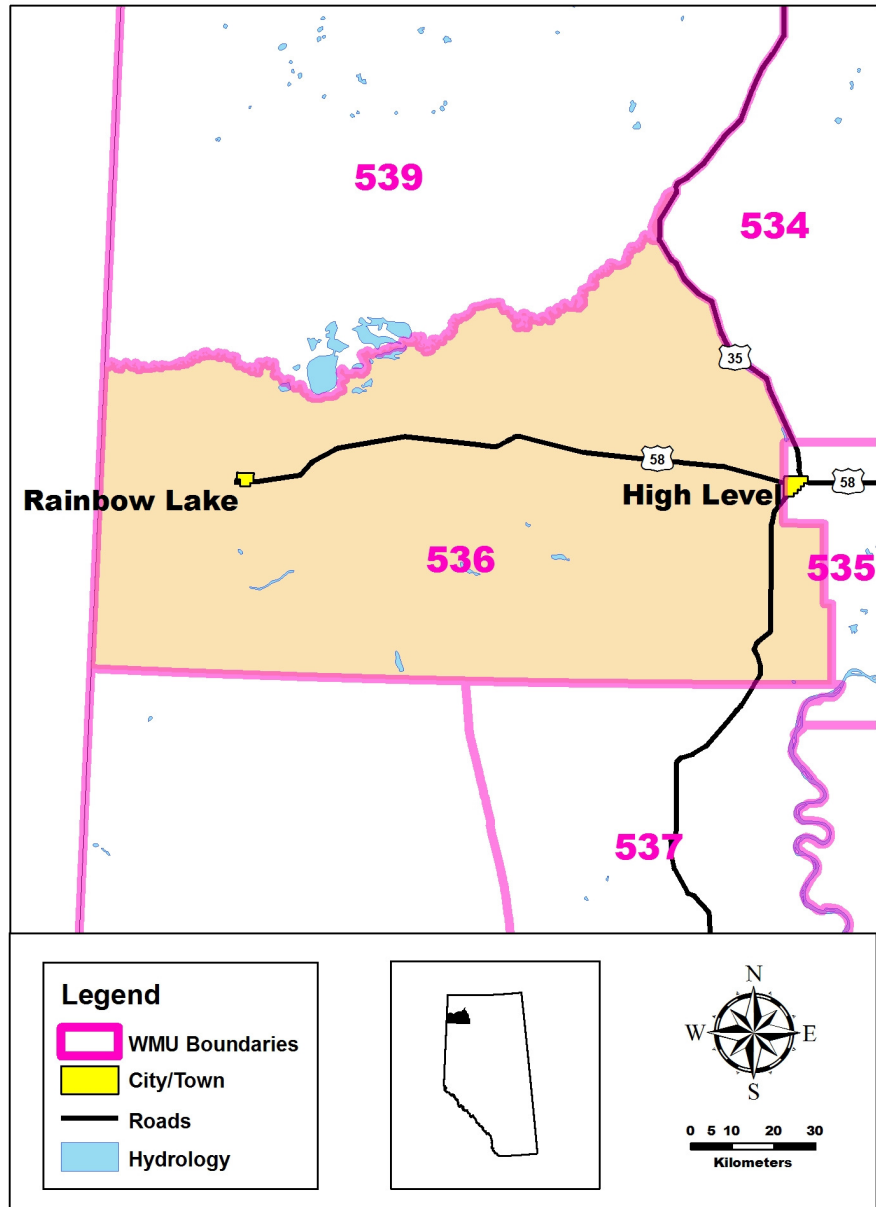 539
534
35
58
Rainbow Lake
High Level
58
536
535
537
Legend
WMU Boundaries
City/Town
Roads
Hydrology
N
W
E
S
0 5 10 20 30
Kilometers